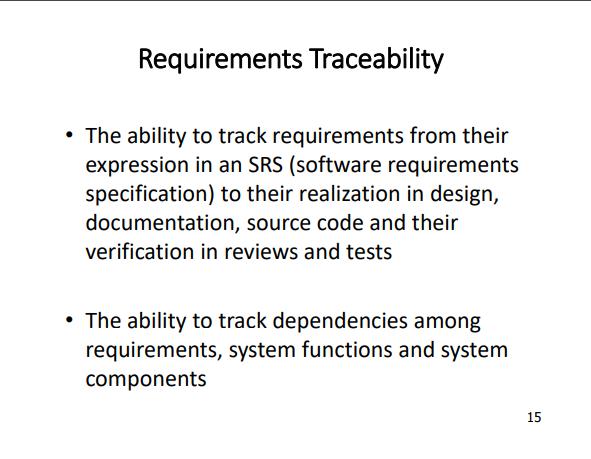 Requirements Traceability
• The ability to track requirements from their
expression in an SRS (software requirements
specification) to their realization in design,
documentation, source code and their
verification in reviews and tests
• The ability to track dependencies among
requirements, system functions and system
components
15